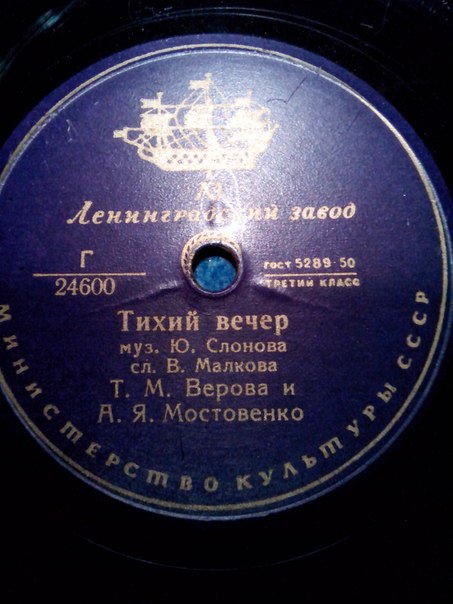 Ленинградский завод
Г
24600
ГОСТ 5289-50
ТРЕТИЙ КЛАСС
Тихий вечер
муз. Ю. Слонова
сл. В. Малкова
Т. М. Верова и
А. Я. Мостовенко
МИНИСТЕРСТВО КУЛЬТУРЫ СССР